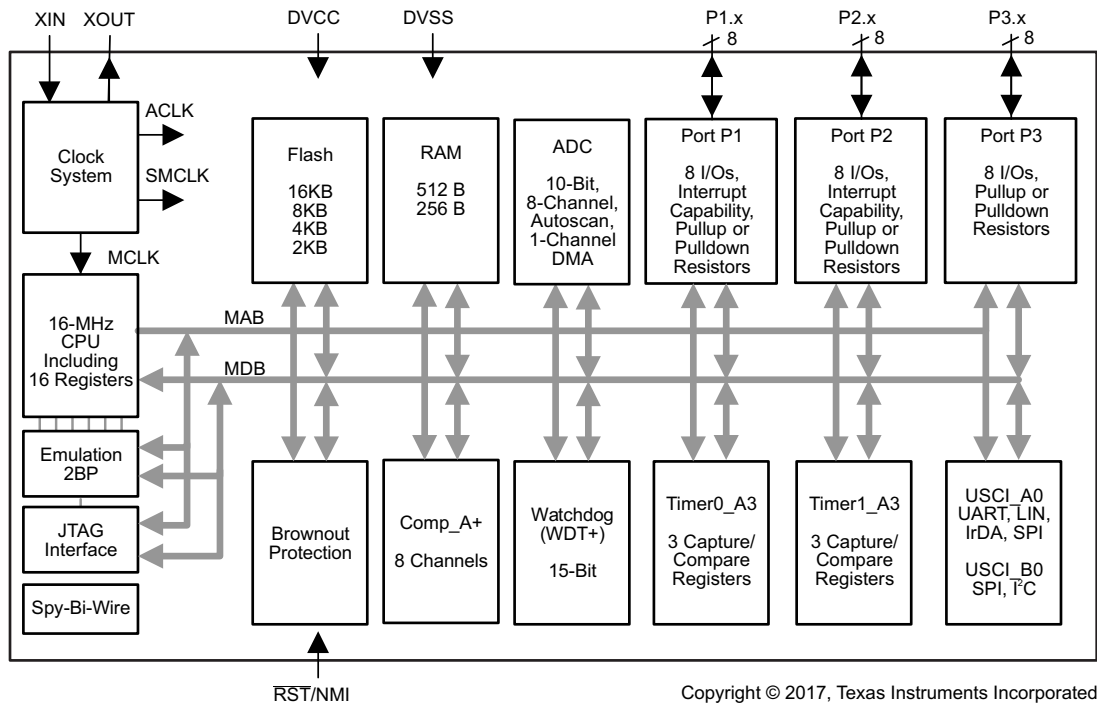 XIN XOUT DVCC DVSS P1.x P2.x P3.x
8 8 8
ACLK
SMCLK
MCLK
Clock
System
Flash
16KB
8KB
4KB
2KB
RAM
512 B
256 B
ADC
10-Bit,
8-Channel,
Autoscan,
1-Channel
DMA
Port P1
8 I/Os,
Interrupt
Capability,
Pullup or
Pulldown
Resistors
Port P2
8 I/Os,
Interrupt
Capability,
Pullup or
Pulldown
Resistors
Port P3
8 I/Os,
Pullup or
Pulldown
Resistors
16-MHz
CPU
Including
16 Registers
MAB
MDB
Emulation
2BP
JTAG
Interface
Spy-Bi-Wire
Brownout
Protection
Comp_A+
8 Channels
Watchdog
(WDT+)
15-Bit
Timer0_A3
3 Capture/
Compare
Registers
Timer1_A3
3 Capture/
Compare
Registers
USCI_A0
UART, LIN,
IrDA, SPI
USCI_B0
SPI, I²C
RST/NMI
Copyright © 2017, Texas Instruments Incorporated